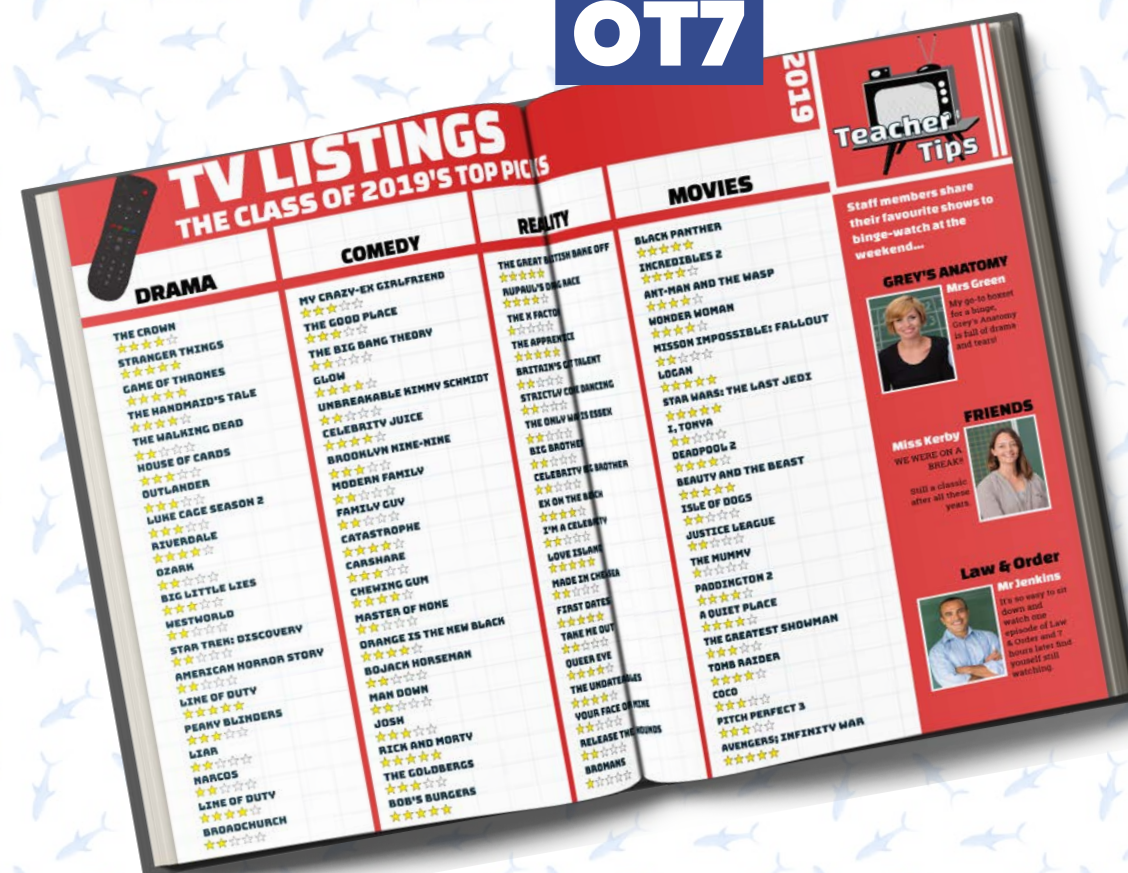 OT7
TV LISTINGS
THE CLASS OF 2019'S TOP PICKS
2019
DRAMA
THE CROWN
STRANGER THINGS
GAME OF THRONES
THE HANDMAID'S TALE
THE WALKING DEAD
HOUSE OF CARDS
OUTLANDER
LUKE CAGE SEASON 2
RIVERDALE
OZARK
BIG LITTLE LIES
WESTWORLD
STAR TREK: DISCOVERY
AMERICAN HORROR STORY
LINE OF DUTY
PEAKY BLINDERS
LIAR
NARCOS
LINE OF DUTY
BROADCHURCH
COMEDY
MY CRAZY-EX GIRLFRIEND
THE GOOD PLACE
THE BIG BANG THEORY
GLOW
UNBREAKABLE KIMMY SCHMIDT
CELEBRITY JUICE
BROOKLYN NINE-NINE
MODERN FAMILY
FAMILY GUY
CATASTROPHE
CARSHARE
CHEWING GUM
MASTER OF NONE
ORANGE IS THE NEW BLACK
BOJACK HORSEMAN
MAN DOWN
JOSH
RICK AND MORTY
THE GOLDBERGS
BOB'S BURGERS
REALITY
THE GREAT BRITISH BAKE OFF
RUPAUL'S DRAG RACE
THE X FACTOR
THE APPRENTICE
BRITAIN'S GOT TALENT
STRICTLY COME DANCING
THE ONLY WAY IS ESSEX
BIG BROTHER
CELEBRITY BIG BROTHER
EX ON THE BEACH
I'M A CELEBRITY
LOVE ISLAND
MADE IN CHELSEA
FIRST DATES
TAKE ME OUT
QUEER EYE
THE UNDATEABLES
YOUR FACE OR MINE
RELEASE THE HOUNDS
BROMANS
MOVIES
BLACK PANTHER
INCREDIBLES 2
ANT-MAN AND THE WASP
WONDER WOMAN
MISSON IMPOSSIBLE: FALLOUT
LOGAN
STAR WARS: THE LAST JEDI
I, TONYA
DEADPOOL 2
BEAUTY AND THE BEAST
ISLE OF DOGS
JUSTICE LEAGUE
THE MUMMY
PADDINGTON 2
A QUIET PLACE
THE GREATEST SHOWMAN
TOMB RAIDER
COCO
PITCH PERFECT 3
AVENGERS; INFINITY WAR
Teacher
Tips
Staff members share
their favourite shows to
binge-watch at the
weekend...
GREY'S ANATOMY
Mrs Green
My go-to boxset
for a binge,
Grey's Anatomy
is full of drama
and tears!
FRIENDS
Miss Kerby
WE WERE ON A
BREAK!!
Still a classic
after all these
years
Law & Order
Mr Jenkins
It's so easy to sit
down and
watch one
episode of Law
& Order and 7
hours later find
youself still
watching.